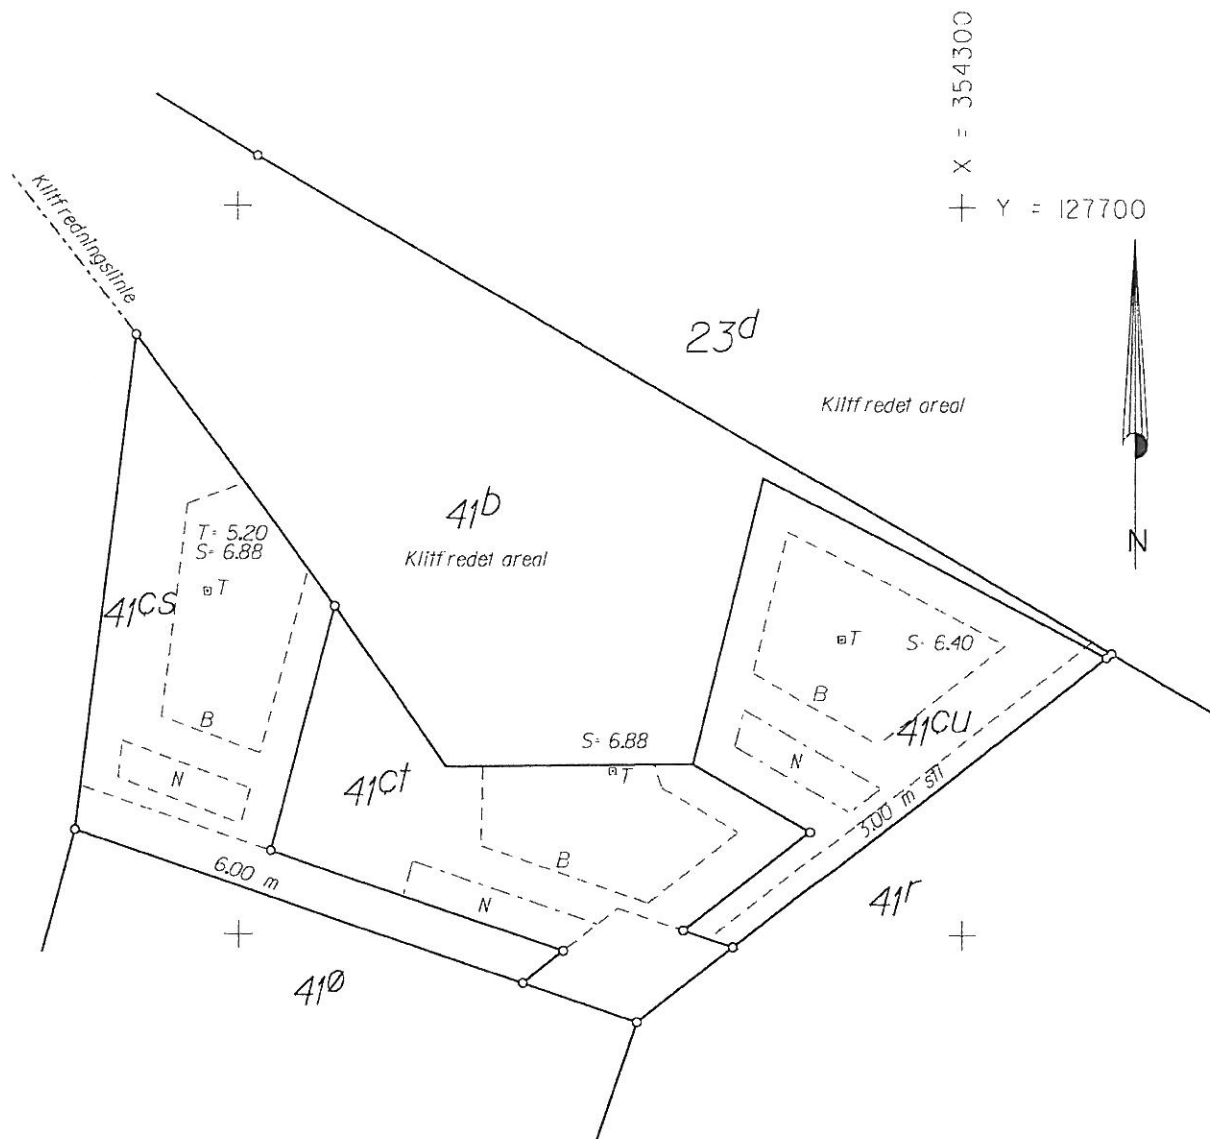 X = 354300
Y = 127700
Klitfredningslinie
23d
Klitfredet areal
41b
Klitfredet areal
T= 5.20
S= 6.88
T
41cs
T
S= 6.40
B
41cu
B
S= 6.88
T
N
N
41ct
3.00 m sti
B
6.00 m
N
41r
41ø
N